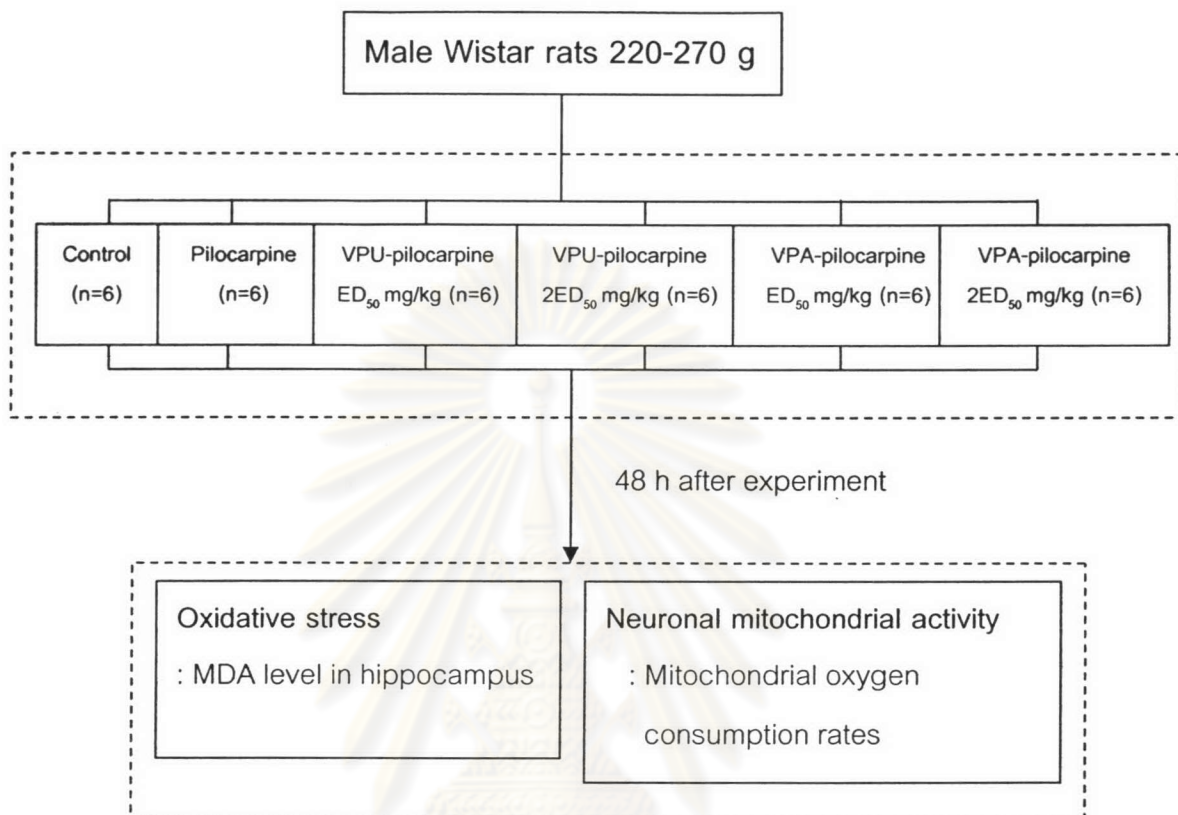 Male Wistar rats 220-270 g
Control
(n=6)
Pilocarpine
(n=6)
VPU-pilocarpine
ED₅₀ mg/kg (n=6)
VPU-pilocarpine
2ED₅₀ mg/kg (n=6)
VPA-pilocarpine
ED₅₀ mg/kg (n=6)
VPA-pilocarpine
2ED₅₀ mg/kg (n=6)
48 h after experiment
Oxidative stress
: MDA level in hippocampus
Neuronal mitochondrial activity
: Mitochondrial oxygen
consumption rates